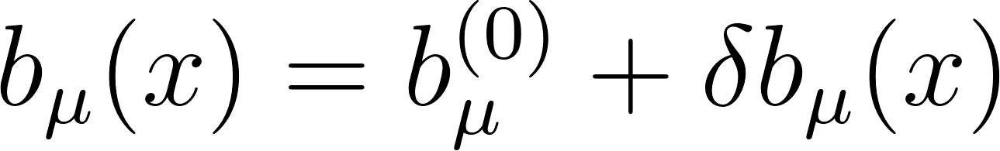 b_μ(x) = b_μ^{(0)} + δb_μ(x)